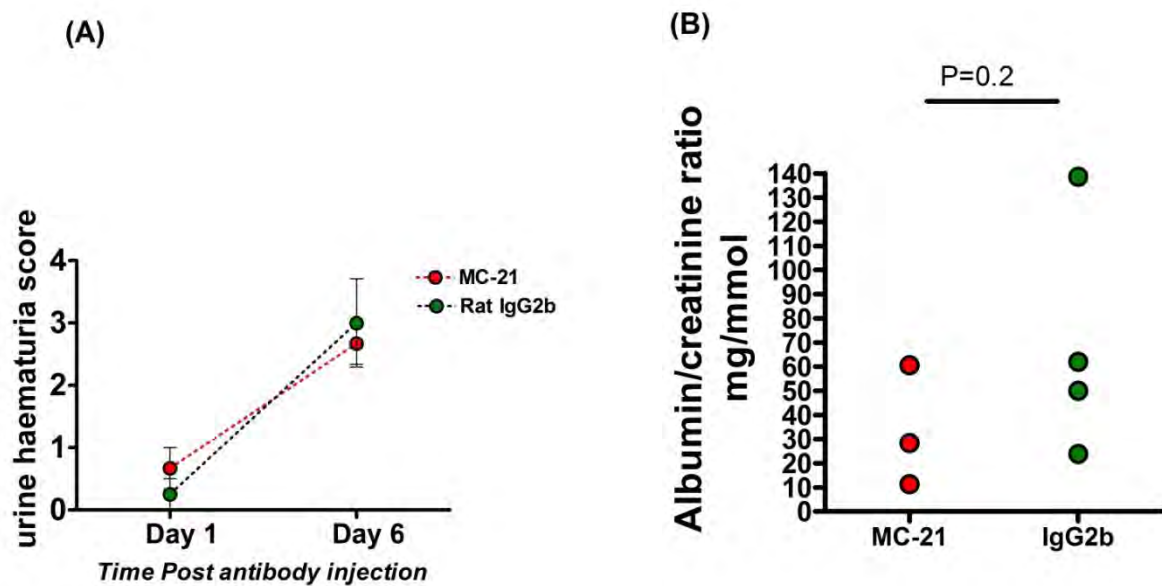 (A)
urine haematuria score
4
3
2
1
0
Day 1
Day 6
Time Post antibody injection
MC-21
Rat IgG2b
(B)
P=0.2
Albumin/creatinine ratio
mg/mmol
140
130
120
110
100
90
80
70
60
50
40
30
20
10
0
MC-21
IgG2b